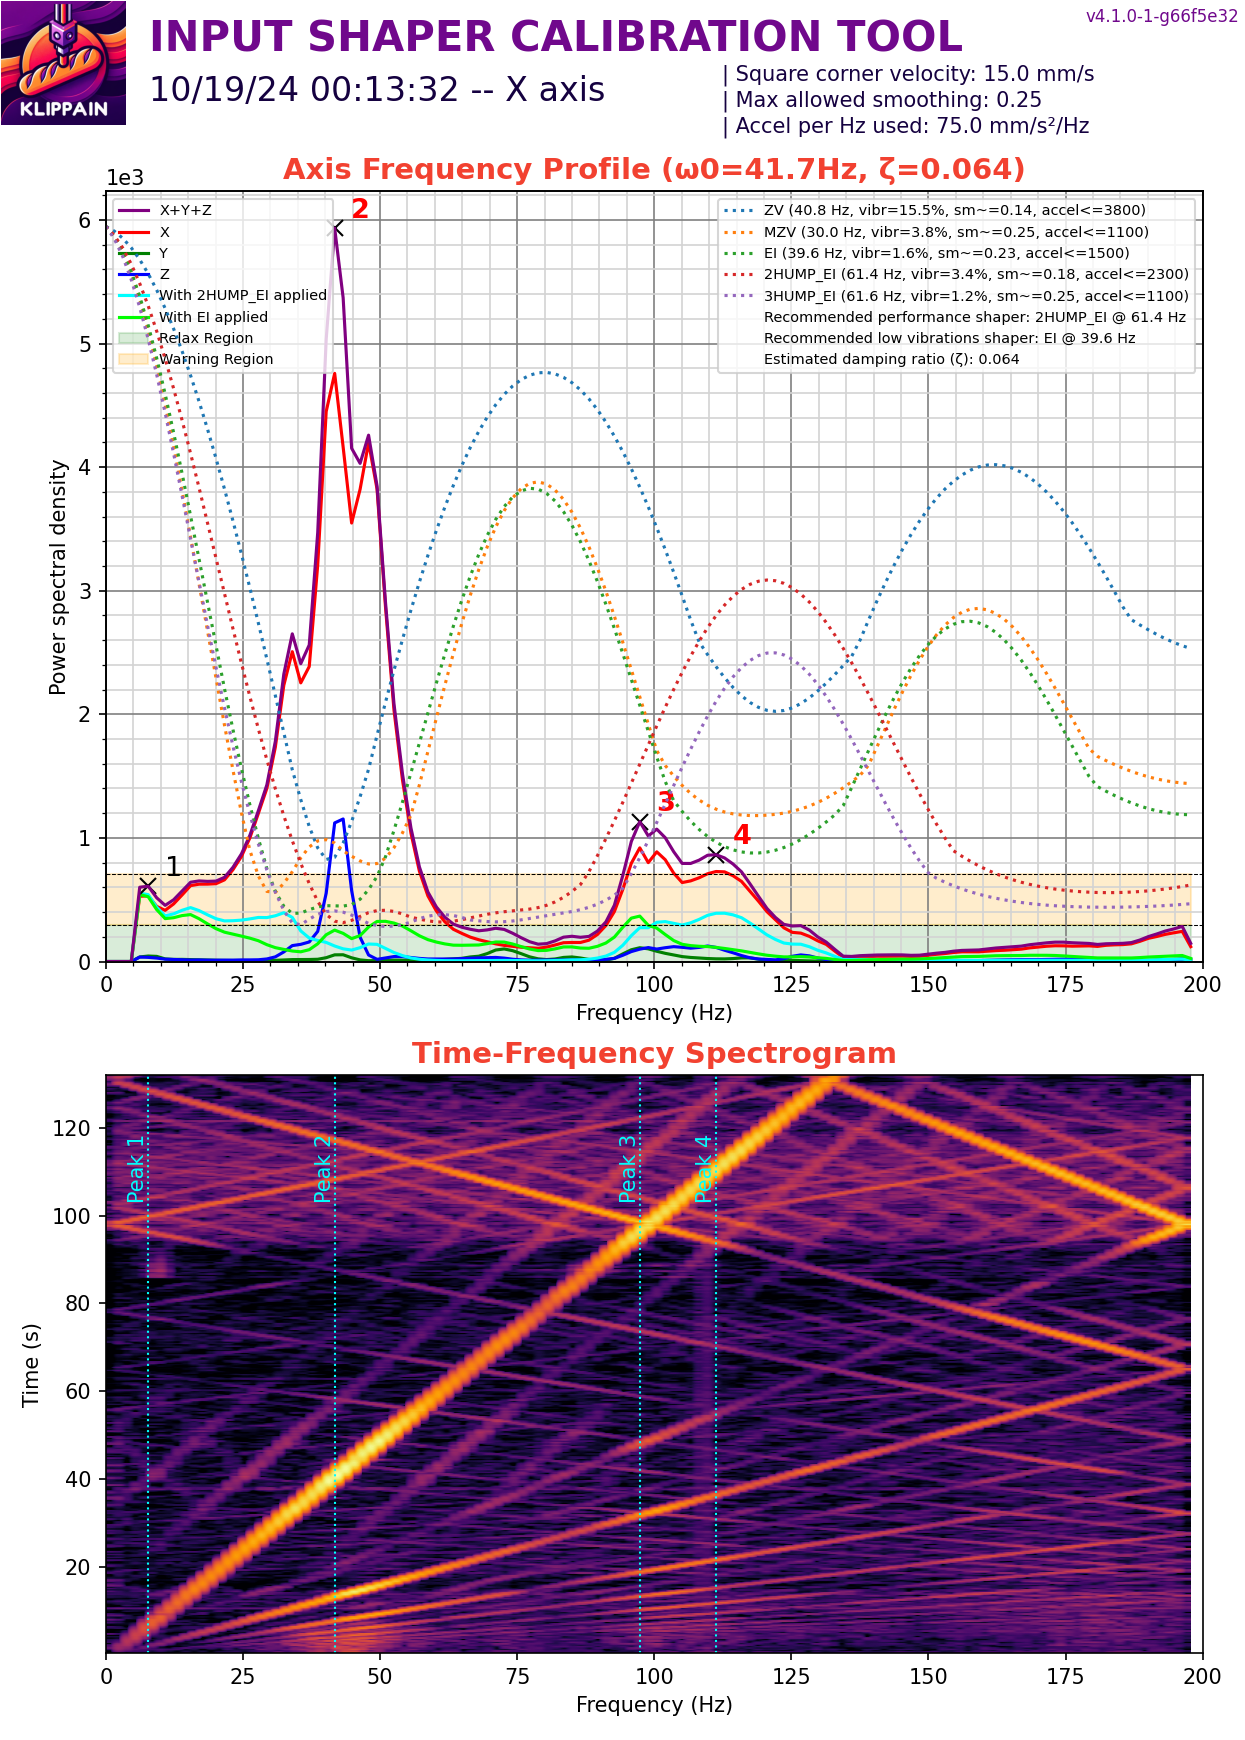 v4.1.0-1-g66f5e32
INPUT SHAPER CALIBRATION TOOL
10/19/24 00:13:32 -- X axis
| Square corner velocity: 15.0 mm/s
| Max allowed smoothing: 0.25
| Accel per Hz used: 75.0 mm/s²/Hz
KLIPPAIN
Axis Frequency Profile (ω0=41.7Hz, ζ=0.064)
1e3
X+Y+Z
X
Y
Z
With 2HUMP_EI applied
With EI applied
Relax Region
Warning Region
ZV (40.8 Hz, vibr=15.5%, sm~=0.14, accel<=3800)
MZV (30.0 Hz, vibr=3.8%, sm~=0.25, accel<=1100)
EI (39.6 Hz, vibr=1.6%, sm~=0.23, accel<=1500)
2HUMP_EI (61.4 Hz, vibr=3.4%, sm~=0.18, accel<=2300)
3HUMP_EI (61.6 Hz, vibr=1.2%, sm~=0.25, accel<=1100)
Recommended performance shaper: 2HUMP_EI @ 61.4 Hz
Recommended low vibrations shaper: EI @ 39.6 Hz
Estimated damping ratio (ζ): 0.064
2
3
4
1
Power spectral density
6
5
4
3
2
1
0
0 25 50 75 100 125 150 175 200
Frequency (Hz)
Time-Frequency Spectrogram
Peak 1
Peak 2
Peak 3
Peak 4
Time (s)
120
100
80
60
40
20
0 25 50 75 100 125 150 175 200
Frequency (Hz)